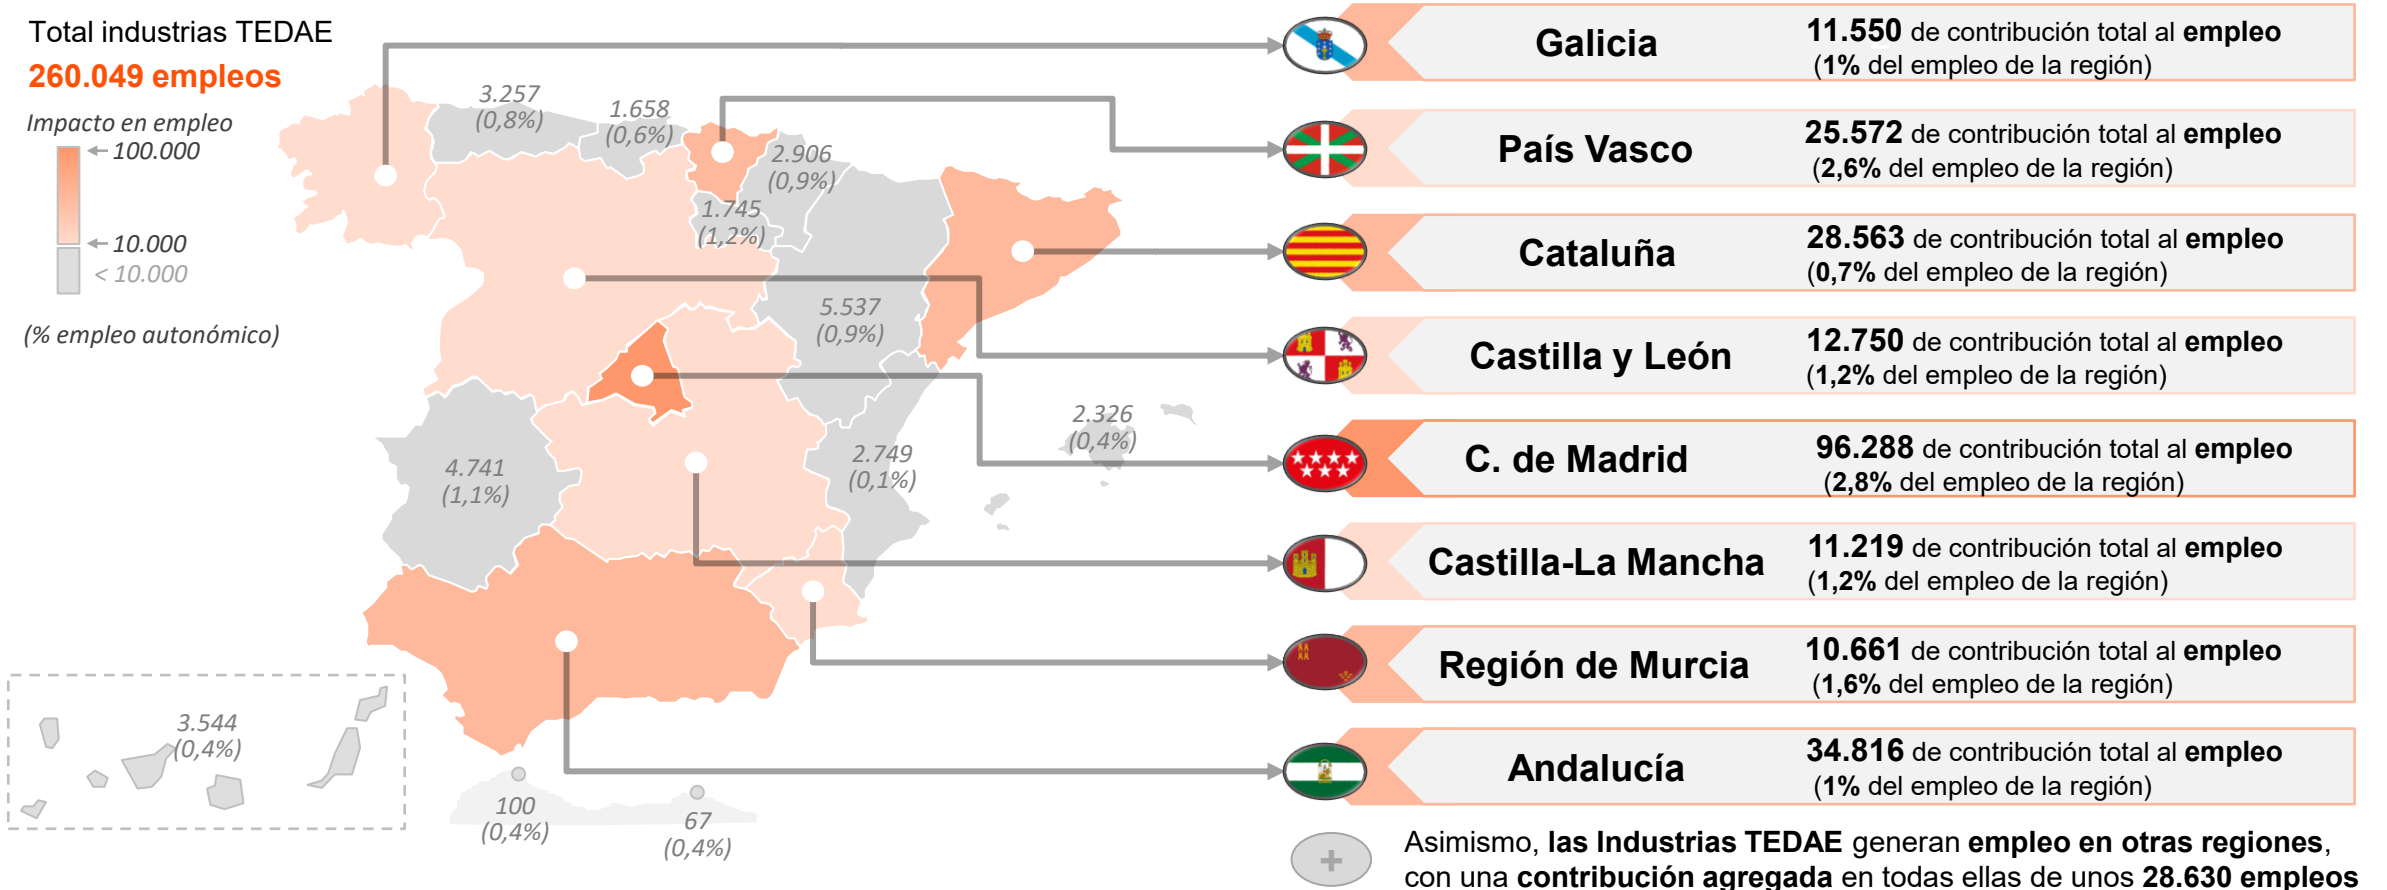 Total industrias TEDAE
260.049 empleos
Impacto en empleo
100.000
10.000
< 10.000
(% empleo autonómico)
3.257
(0,8%)
1.658
(0,6%)
2.906
(0,9%)
1.745
(1,2%)
5.537
(0,9%)
2.326
(0,4%)
2.749
(0,1%)
4.741
(1,1%)
3.544
(0,4%)
100
(0,4%)
67
(0,4%)
Galicia
11.550 de contribución total al empleo
(1% del empleo de la región)
País Vasco
25.572 de contribución total al empleo
(2,6% del empleo de la región)
Cataluña
28.563 de contribución total al empleo
(0,7% del empleo de la región)
Castilla y León
12.750 de contribución total al empleo
(1,2% del empleo de la región)
C. de Madrid
96.288 de contribución total al empleo
(2,8% del empleo de la región)
Castilla-La Mancha
11.219 de contribución total al empleo
(1,2% del empleo de la región)
Región de Murcia
10.661 de contribución total al empleo
(1,6% del empleo de la región)
Andalucía
34.816 de contribución total al empleo
(1% del empleo de la región)
+
Asimismo, las Industrias TEDAE generan empleo en otras regiones,
con una contribución agregada en todas ellas de unos 28.630 empleos